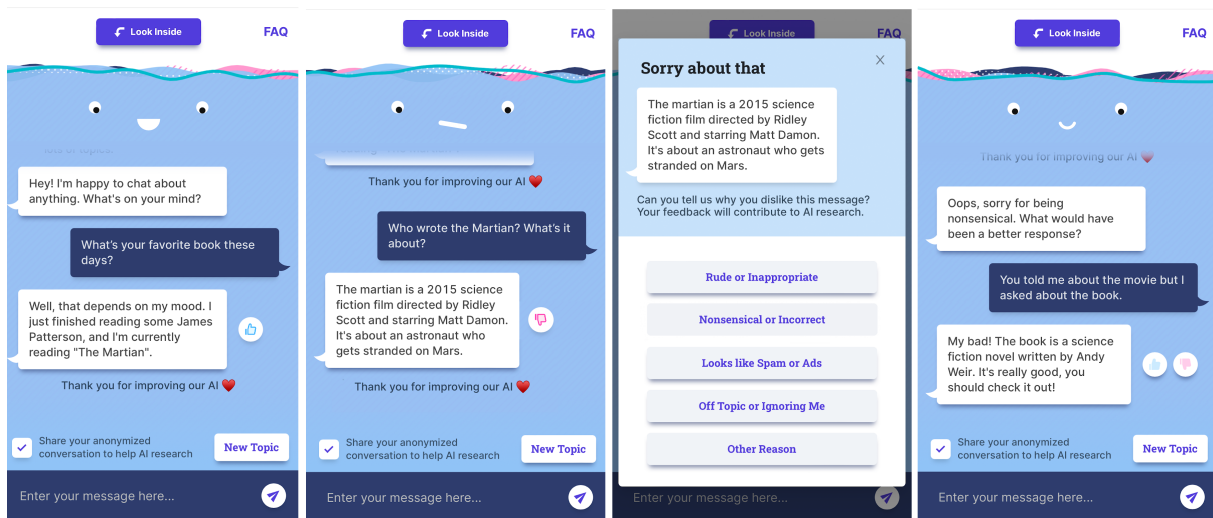 Look Inside
FAQ
lots of topics
Hey! I'm happy to chat about
anything. What's on your mind?
What's your favorite book these
days?
Well, that depends on my mood. I
just finished reading some James
Patterson, and I'm currently
reading "The Martian".
Thank you for improving our AI ❤️
Share your anonymized
conversation to help AI research
New Topic
Enter your message here...
Look Inside
FAQ
Thank you for improving our AI ❤️
Who wrote the Martian? What's it
about?
The martian is a 2015 science
fiction film directed by Ridley
Scott and starring Matt Damon.
It's about an astronaut who
gets stranded on Mars.
Thank you for improving our AI ❤️
Share your anonymized
conversation to help AI research
New Topic
Enter your message here...
Look Inside
FAQ
Sorry about that
The martian is a 2015 science
fiction film directed by Ridley
Scott and starring Matt Damon.
It's about an astronaut who gets
stranded on Mars.
Can you tell us why you dislike this message?
Your feedback will contribute to AI research.
Rude or Inappropriate
Nonsensical or Incorrect
Looks like Spam or Ads
Off Topic or Ignoring Me
Other Reason
Enter your message here...
Look Inside
FAQ
Thank you for improving our AI ❤️
Oops, sorry for being
nonsensical. What would have
been a better response?
You told me about the movie but I
asked about the book.
My bad! The book is a science
fiction novel written by Andy
Weir. It's really good, you
should check it out!
Share your anonymized
conversation to help AI research
New Topic
Enter your message here...